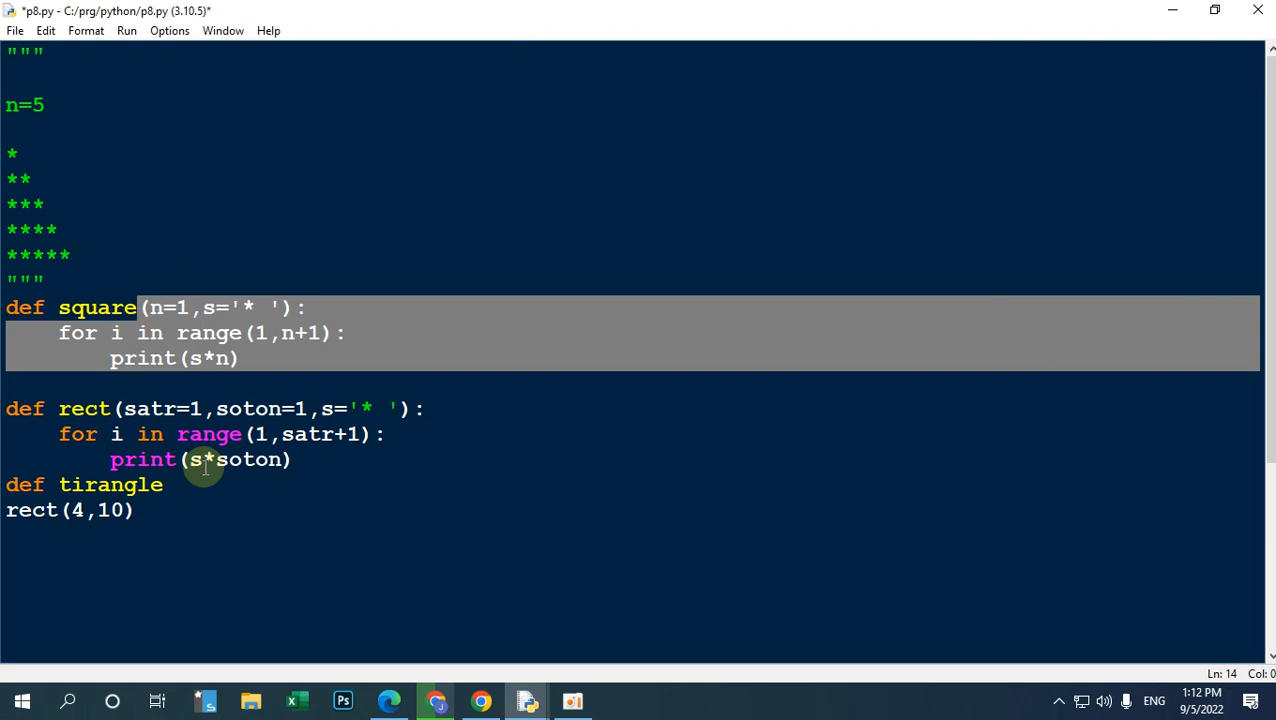 *p8.py - C:/prg/python/p8.py (3.10.5)*
File Edit Format Run Options Window Help
"""
n=5
*
**
***
****
*****
"""
def square(n=1,s='* '):
    for i in range(1,n+1):
        print(s*n)
def rect(satr=1,soton=1,s='* '):
    for i in range(1,satr+1):
        print(s*soton)
def tirangle
rect(4,10)
Ln: 14 Col: 0
Ps
ENG
1:12 PM
9/5/2022